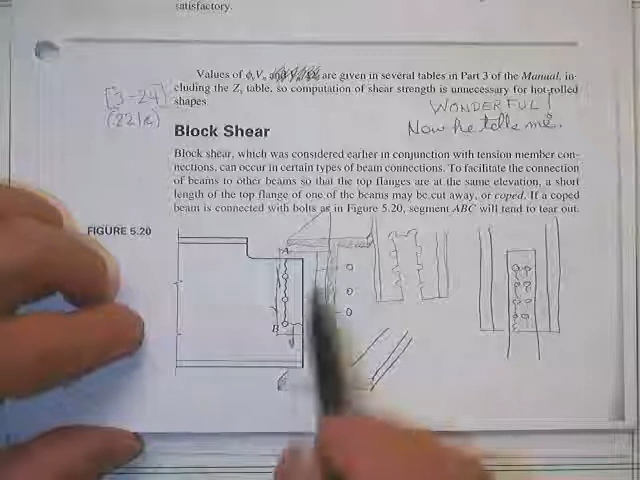 satisfactory.
Values of ϕᵥVₙ are given in several tables in Part 3 of the Manual, in-
cluding the Zₓ table, so computation of shear strength is unnecessary for hot-rolled
shapes.
[3-24]
(221e)
WONDERFUL!
Now he tells me.
Block Shear
Block shear, which was considered earlier in conjunction with tension member con-
nections, can occur in certain types of beam connections. To facilitate the connection
of beams to other beams so that the top flanges are at the same elevation, a short
length of the top flange of one of the beams may be cut away, or coped. If a coped
beam is connected with bolts as in Figure 5.20, segment ABC will tend to tear out.
FIGURE 5.20
A
B